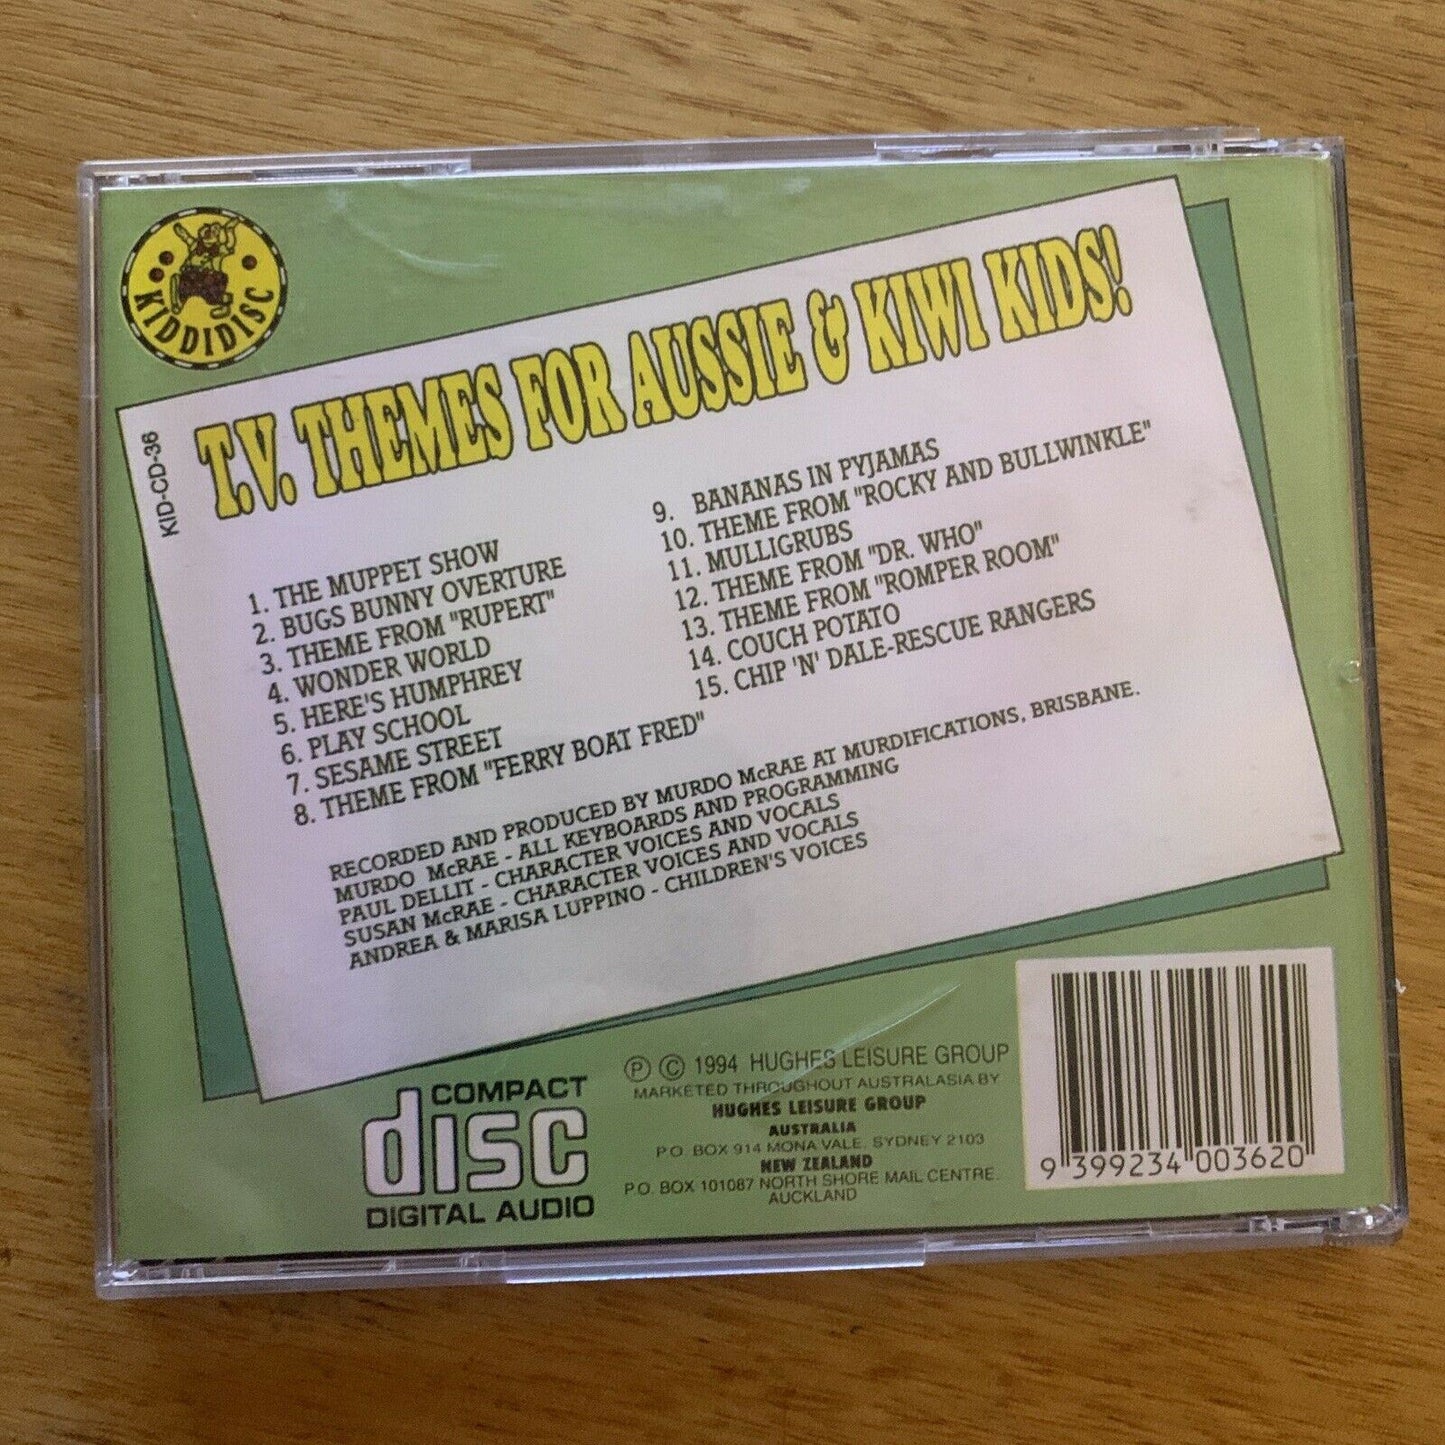 KIDDIDISC
KID-CD-36
T.V. THEMES FOR AUSSIE & KIWI KIDS!
1. THE MUPPET SHOW
2. BUGS BUNNY OVERTURE
3. THEME FROM "RUPERT"
4. WONDER WORLD
5. HERE'S HUMPHREY
6. PLAY SCHOOL
7. SESAME STREET
8. THEME FROM "FERRY BOAT FRED"
9. BANANAS IN PYJAMAS
10. THEME FROM "ROCKY AND BULLWINKLE"
11. MULLIGRUBS
12. THEME FROM "DR. WHO"
13. THEME FROM "ROMPER ROOM"
14. COUCH POTATO
15. CHIP 'N' DALE-RESCUE RANGERS
RECORDED AND PRODUCED BY MURDO McRAE AT MURDIFICATIONS, BRISBANE.
MURDO McRAE - ALL KEYBOARDS AND PROGRAMMING
PAUL DELLIT - CHARACTER VOICES AND VOCALS
SUSAN McRAE - CHARACTER VOICES AND VOCALS
ANDREA & MARISA LUPPINO - CHILDREN'S VOICES
COMPACT
disc
DIGITAL AUDIO
Ⓟ © 1994 HUGHES LEISURE GROUP
MARKETED THROUGHOUT AUSTRALASIA BY
HUGHES LEISURE GROUP
AUSTRALIA
P.O. BOX 914 MONA VALE, SYDNEY 2103
NEW ZEALAND
P.O. BOX 101087 NORTH SHORE MAIL CENTRE.
AUCKLAND
9 399234 003620